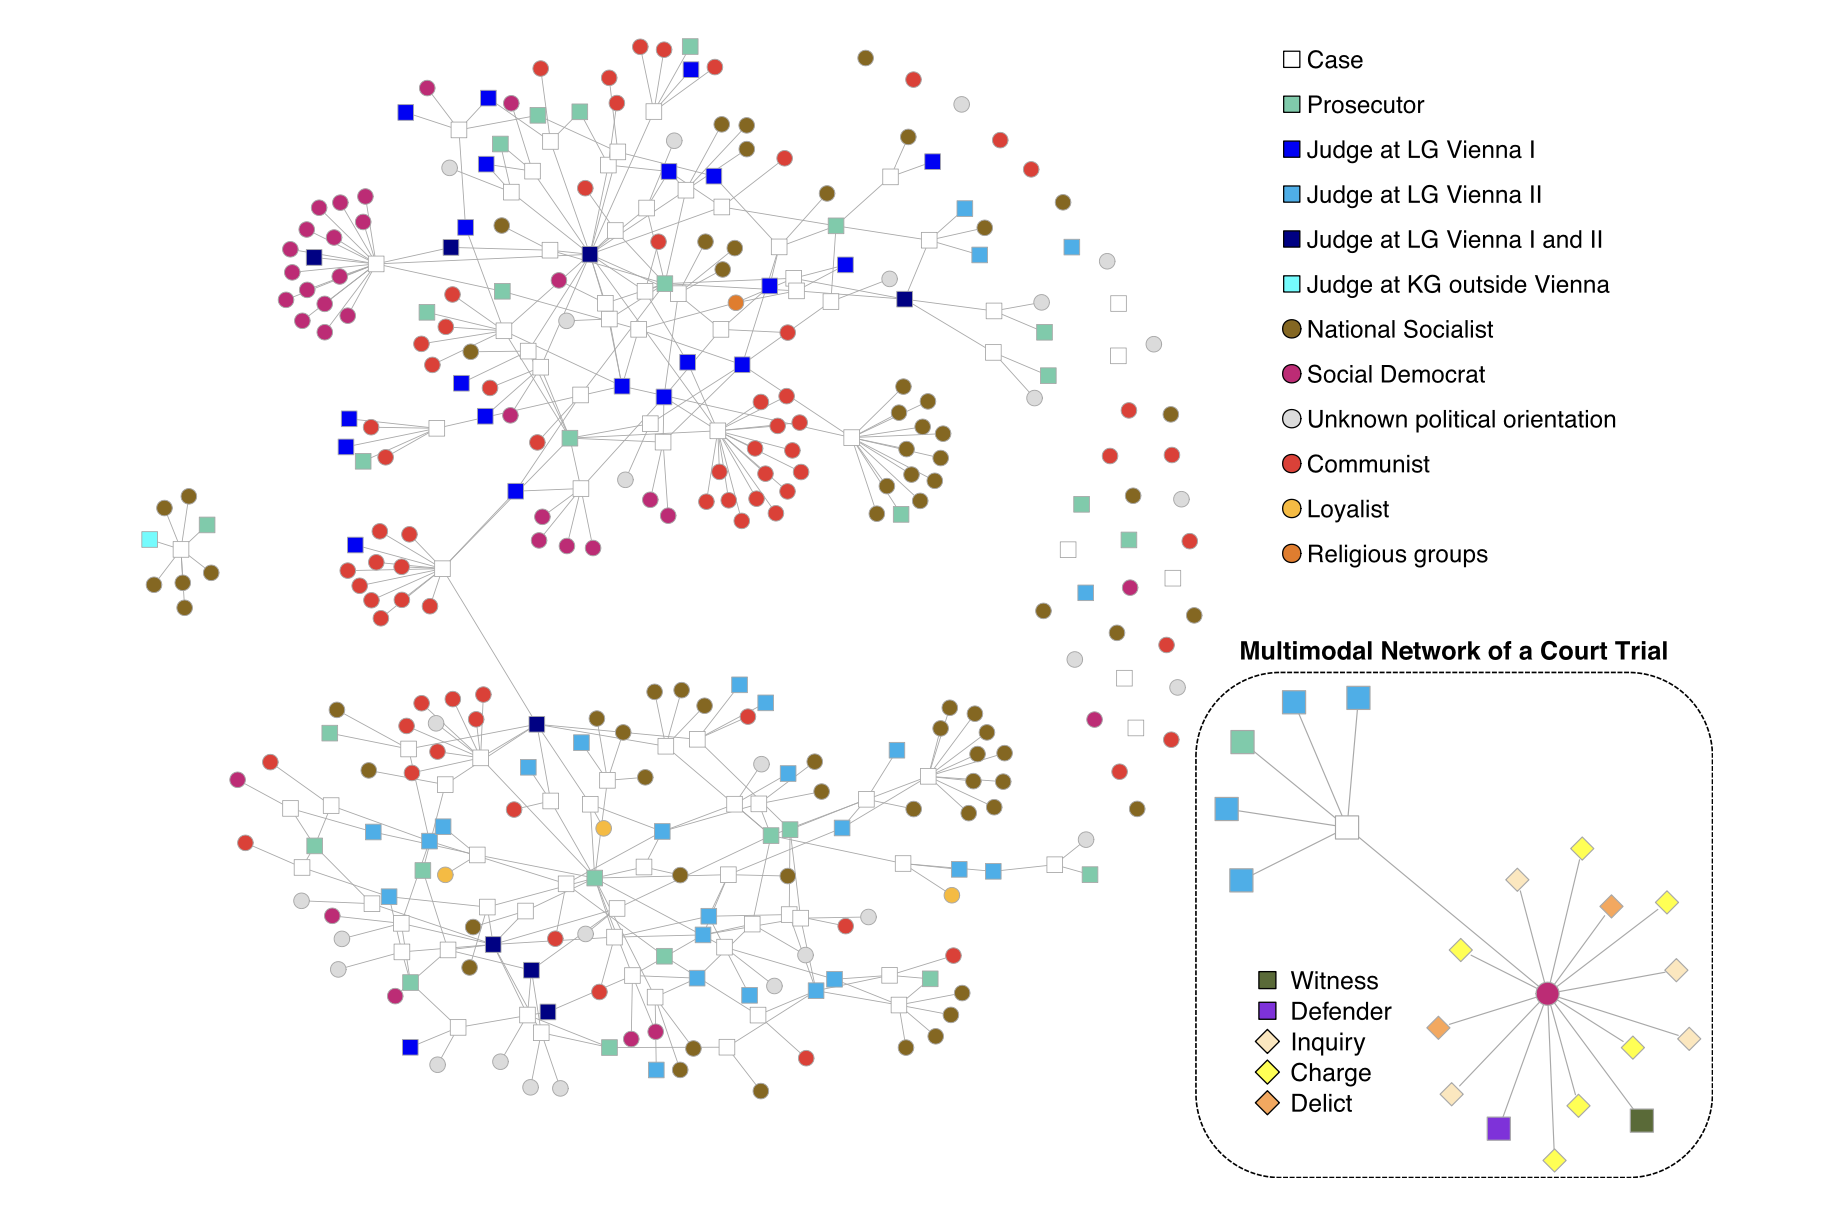 Case
Prosecutor
Judge at LG Vienna I
Judge at LG Vienna II
Judge at LG Vienna I and II
Judge at KG outside Vienna
National Socialist
Social Democrat
Unknown political orientation
Communist
Loyalist
Religious groups
Multimodal Network of a Court Trial
Witness
Defender
Inquiry
Charge
Delict